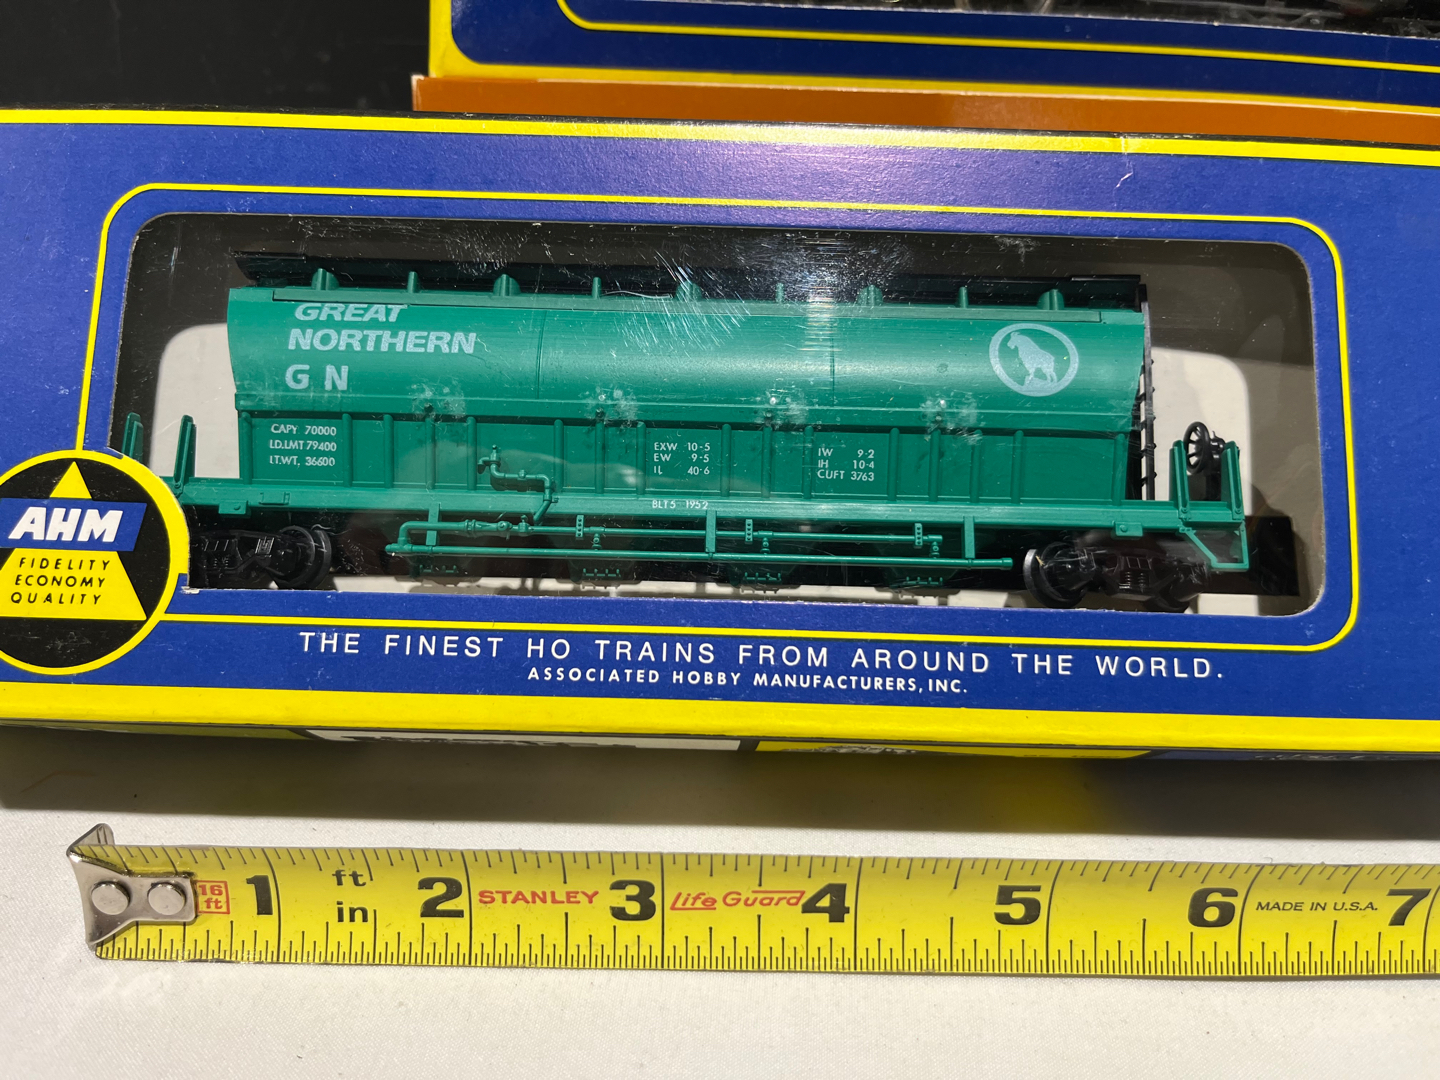 GREAT
NORTHERN
G N
CAPY 70000
LD.LMT 79400
LT.WT. 36600
EXW 10-5
EW 9-5
IL 40-6
IW 9-2
IH 10-4
CUFT 3763
BLT 5 1952
AHM
FIDELITY
ECONOMY
QUALITY
THE FINEST HO TRAINS FROM AROUND THE WORLD.
ASSOCIATED HOBBY MANUFACTURERS, INC.
16 ft 1 ft in 2 STANLEY 3 Life Guard 4 5 6 MADE IN U.S.A. 7